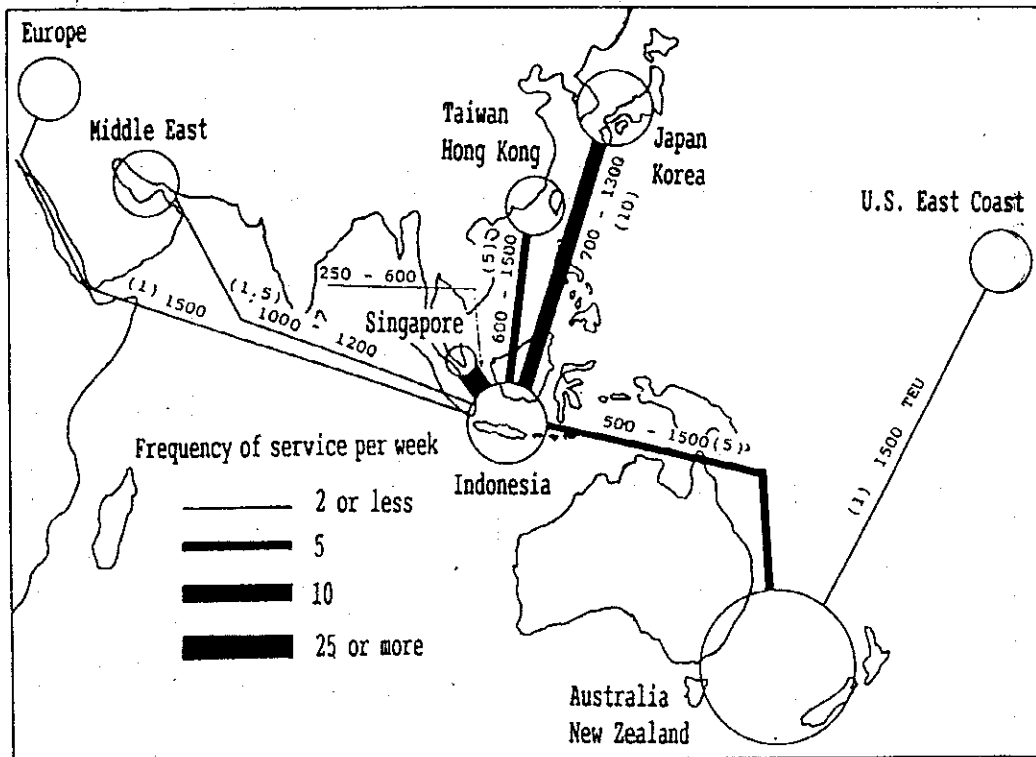 Europe
Middle East
Taiwan
Hong Kong
Japan
Korea
U.S. East Coast
700 - 1300
(10)
(5)
600 - 1500
250 - 600
(1)
1500
(1,5)
1000 -
1200
Singapore
500 - 1500(5)
(1) 1500 TEU
Frequency of service per week
2 or less
5
10
25 or more
Indonesia
Australia
New Zealand